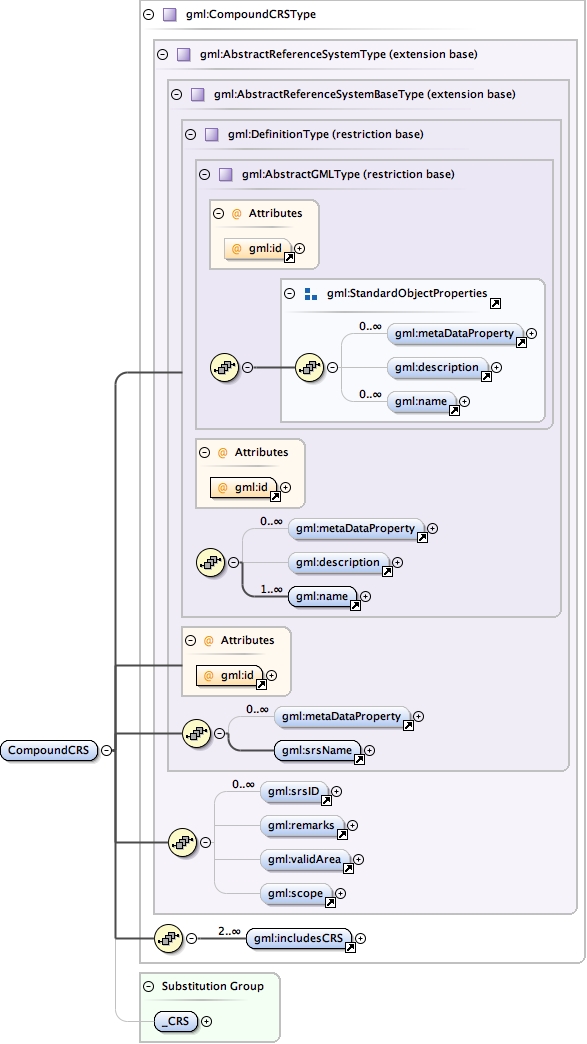 gml:CompoundCRSType
gml:AbstractReferenceSystemType (extension base)
gml:AbstractReferenceSystemBaseType (extension base)
gml:DefinitionType (restriction base)
gml:AbstractGMLType (restriction base)
@ Attributes
@ gml:id
gml:StandardObjectProperties
0..∞ gml:metaDataProperty
gml:description
0..∞ gml:name
@ Attributes
@ gml:id
0..∞ gml:metaDataProperty
gml:description
1..∞ gml:name
@ Attributes
@ gml:id
0..∞ gml:metaDataProperty
gml:srsName
CompoundCRS
0..∞ gml:srsID
gml:remarks
gml:validArea
gml:scope
2..∞ gml:includesCRS
Substitution Group
_CRS